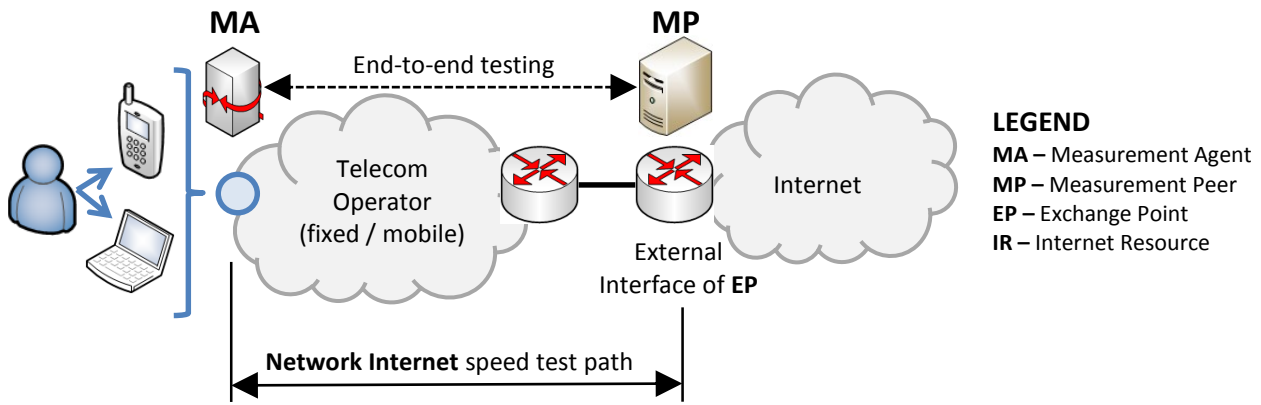 MA
MP
End-to-end testing
Telecom
Operator
(fixed / mobile)
Internet
External
Interface of EP
Network Internet speed test path
LEGEND
MA – Measurement Agent
MP – Measurement Peer
EP – Exchange Point
IR – Internet Resource